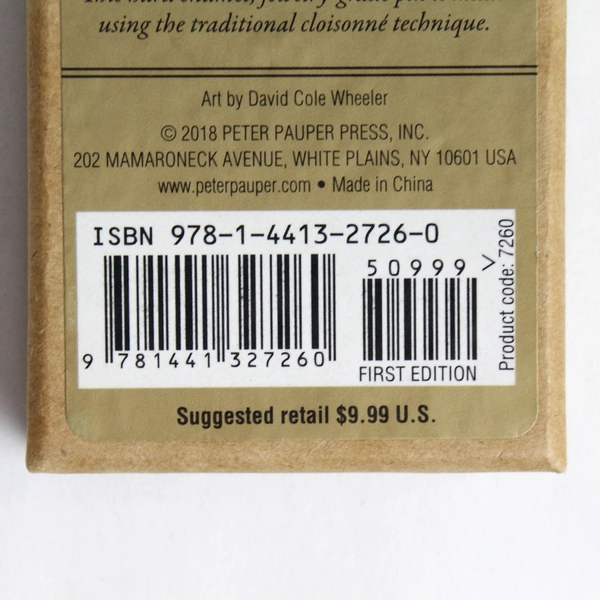 using the traditional cloisonné technique.
Art by David Cole Wheeler
© 2018 PETER PAUPER PRESS, INC.
202 MAMARONECK AVENUE, WHITE PLAINS, NY 10601 USA
www.peterpauper.com • Made in China
ISBN 978-1-4413-2726-0
50999 >
9 781441 327260
FIRST EDITION
Product code: 7260
Suggested retail $9.99 U.S.